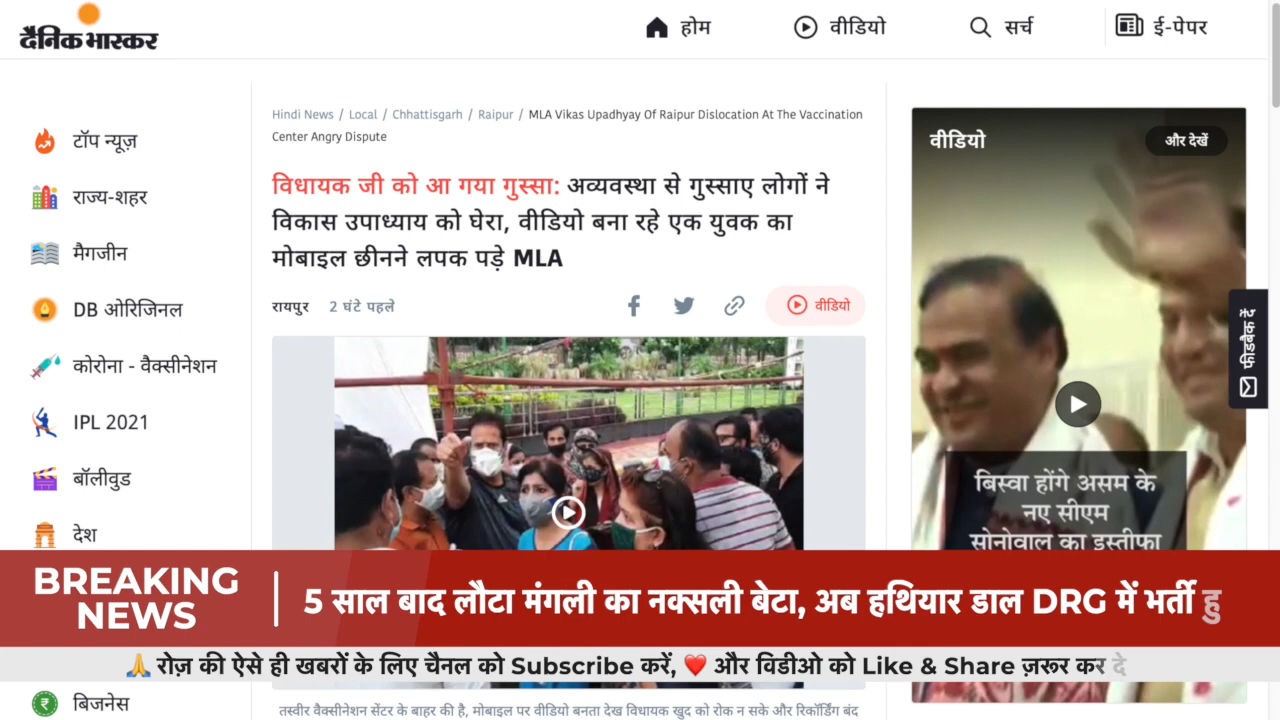 दैनिक भास्कर
होम
वीडियो
सर्च
ई-पेपर
टॉप न्यूज़
राज्य-शहर
मैगजीन
DB ओरिजिनल
कोरोना - वैक्सीनेशन
IPL 2021
बॉलीवुड
देश
बिजनेस
Hindi News / Local / Chhattisgarh / Raipur / MLA Vikas Upadhyay Of Raipur Dislocation At The Vaccination
Center Angry Dispute
विधायक जी को आ गया गुस्सा: अव्यवस्था से गुस्साए लोगों ने
विकास उपाध्याय को घेरा, वीडियो बना रहे एक युवक का
मोबाइल छीनने लपक पड़े MLA
रायपुर 2 घंटे पहले
वीडियो
वीडियो
और देखें
बिस्वा होंगे असम के
नए सीएम
सोनोवाल का इस्तीफा
फीडबैक दें
BREAKING
NEWS
5 साल बाद लौटा मंगली का नक्सली बेटा, अब हथियार डाल DRG में भर्ती हु
🙏 रोज़ की ऐसे ही खबरों के लिए चैनल को Subscribe करें, ❤️ और विडीओ को Like & Share ज़रूर कर दे
तस्वीर वैक्सीनेशन सेंटर के बाहर की है, मोबाइल पर वीडियो बनता देख विधायक खुद को रोक न सके और रिकॉर्डिंग बंद